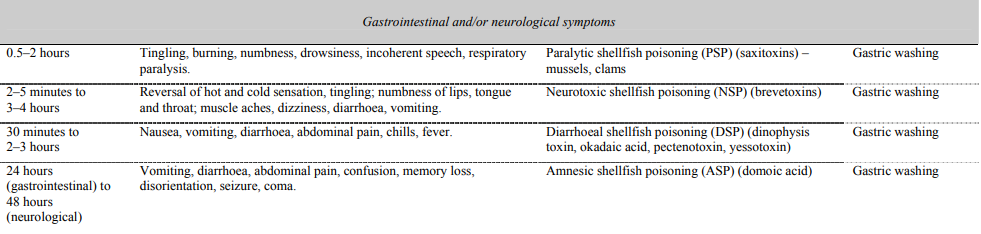 Gastrointestinal and/or neurological symptoms
0.5–2 hours
Tingling, burning, numbness, drowsiness, incoherent speech, respiratory
paralysis.
Paralytic shellfish poisoning (PSP) (saxitoxins) –
mussels, clams
Gastric washing
2–5 minutes to
3–4 hours
Reversal of hot and cold sensation, tingling; numbness of lips, tongue
and throat; muscle aches, dizziness, diarrhoea, vomiting.
Neurotoxic shellfish poisoning (NSP) (brevetoxins)
Gastric washing
30 minutes to
2–3 hours
Nausea, vomiting, diarrhoea, abdominal pain, chills, fever.
Diarrhoeal shellfish poisoning (DSP) (dinophysis
toxin, okadaic acid, pectenotoxin, yessotoxin)
Gastric washing
24 hours
(gastrointestinal) to
48 hours
(neurological)
Vomiting, diarrhoea, abdominal pain, confusion, memory loss,
disorientation, seizure, coma.
Amnesic shellfish poisoning (ASP) (domoic acid)
Gastric washing